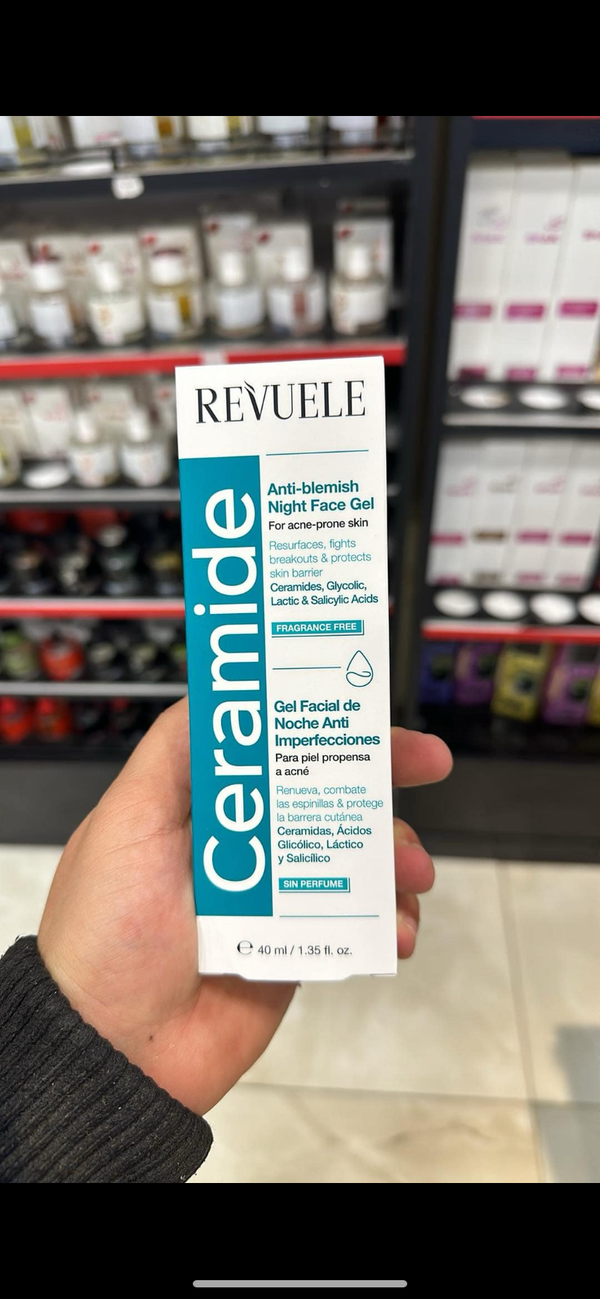 REVUELE
Ceramide
Anti-blemish
Night Face Gel
For acne-prone skin
Resurfaces, fights
breakouts & protects
skin barrier
Ceramides, Glycolic,
Lactic & Salicylic Acids
FRAGRANCE FREE
Gel Facial de
Noche Anti
Imperfecciones
Para piel propensa
a acné
Renueva, combate
las espinillas & protege
la barrera cutánea
Ceramidas, Ácidos
Glicólico, Láctico
y Salicílico
SIN PERFUME
℮ 40 ml / 1.35 fl. oz.